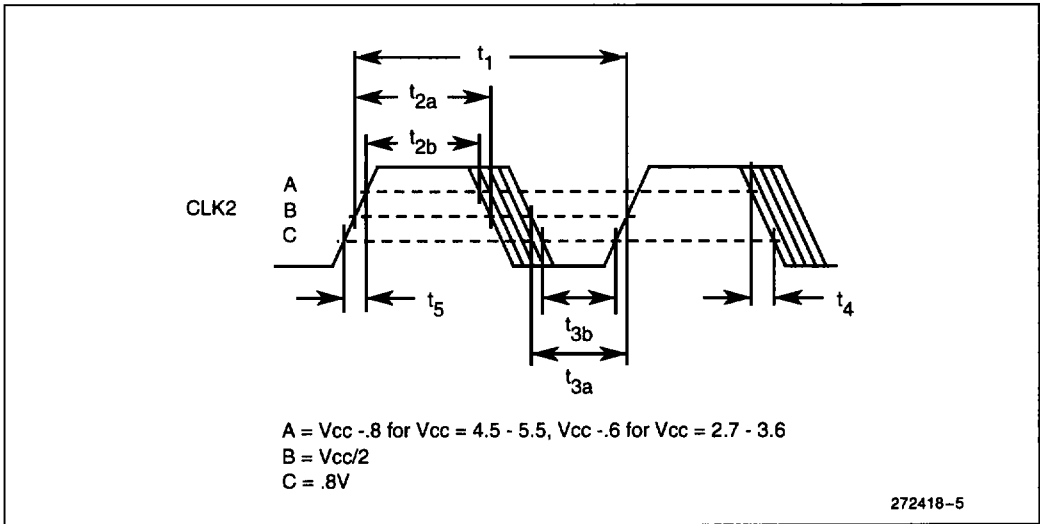 t1
t2a
t2b
A
CLK2 B
C
t5
t3b
t4
t3a
A = Vcc -.8 for Vcc = 4.5 - 5.5, Vcc -.6 for Vcc = 2.7 - 3.6
B = Vcc/2
C = .8V
272418-5